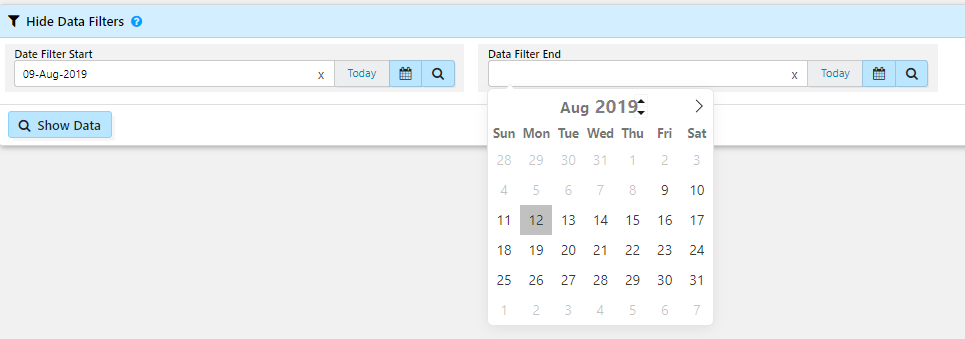 Hide Data Filters ?
Date Filter Start
09-Aug-2019 x Today
Data Filter End
x Today
Show Data
Aug 2019
Sun Mon Tue Wed Thu Fri Sat
28 29 30 31 1 2 3
4 5 6 7 8 9 10
11 12 13 14 15 16 17
18 19 20 21 22 23 24
25 26 27 28 29 30 31
1 2 3 4 5 6 7